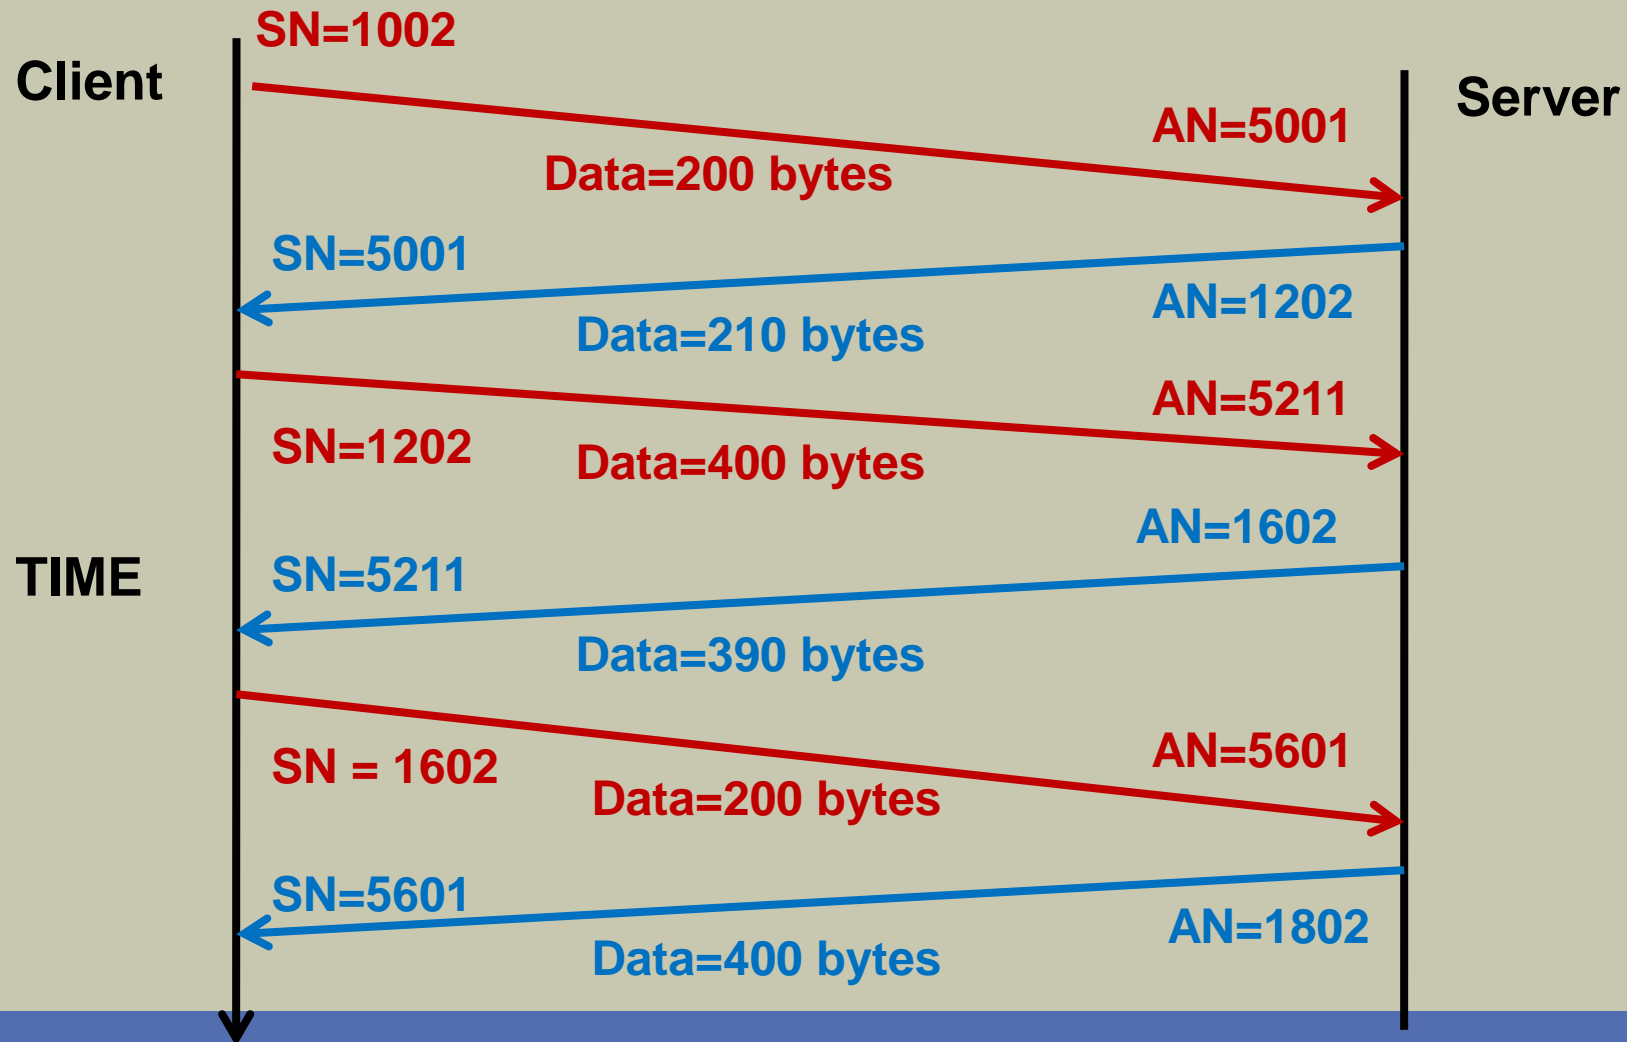 SN=1002
Client
Server
AN=5001
Data=200 bytes
SN=5001
AN=1202
Data=210 bytes
AN=5211
SN=1202
Data=400 bytes
AN=1602
TIME
SN=5211
Data=390 bytes
AN=5601
SN = 1602
Data=200 bytes
SN=5601
AN=1802
Data=400 bytes